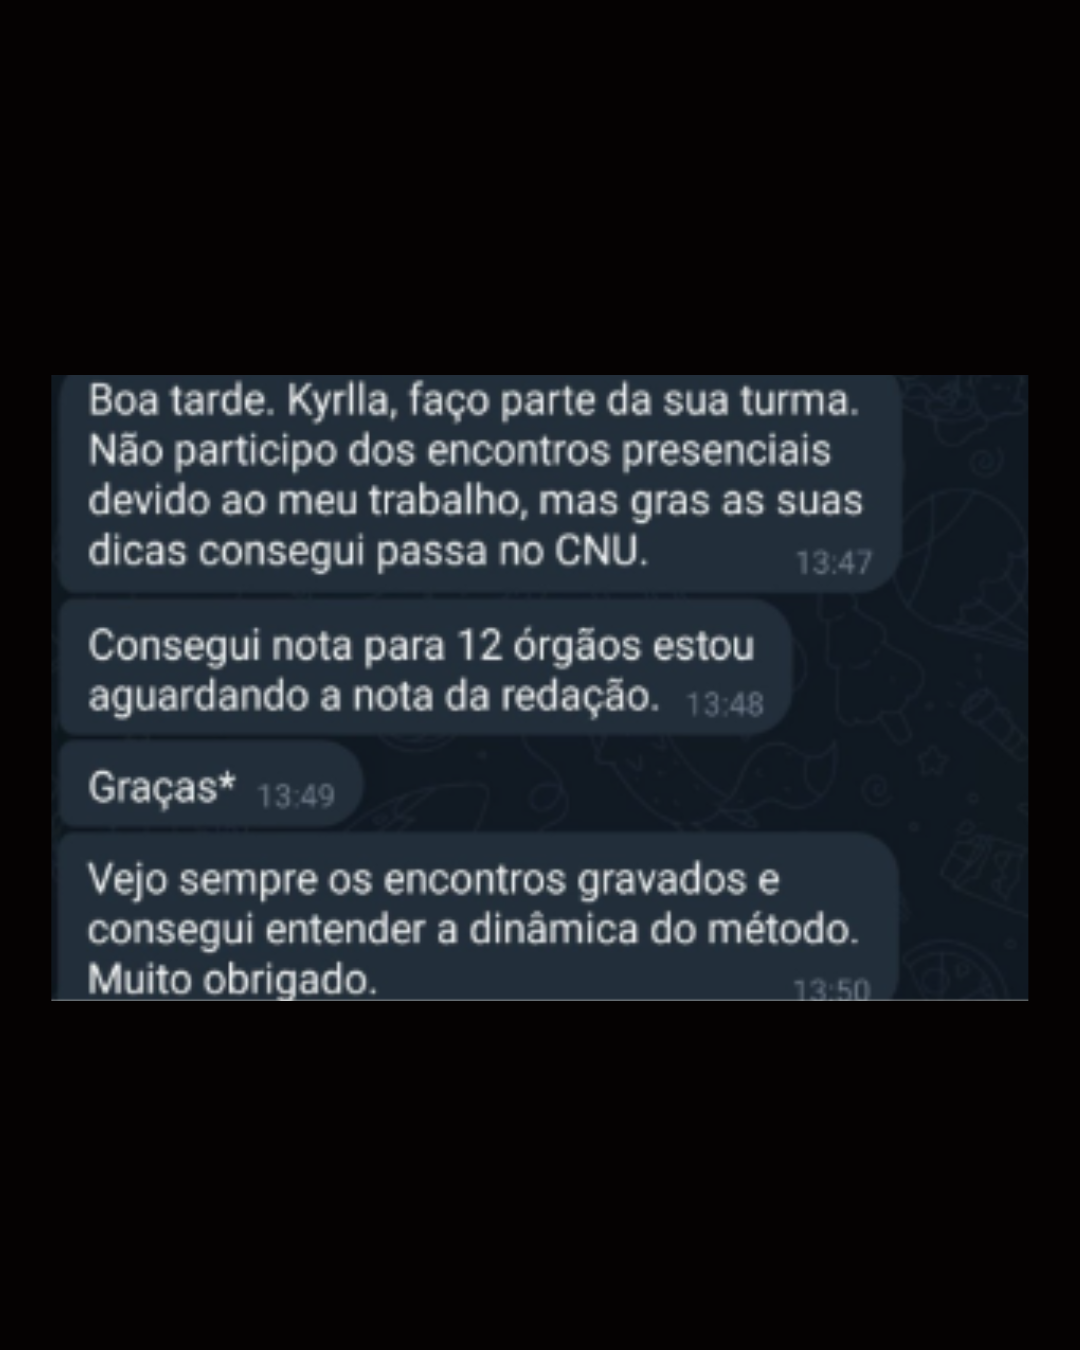 Boa tarde. Kyrlla, faço parte da sua turma.
Não participo dos encontros presenciais
devido ao meu trabalho, mas gras as suas
dicas consegui passa no CNU.
13:47
Consegui nota para 12 órgãos estou
aguardando a nota da redação. 13:48
Graças* 13:49
Vejo sempre os encontros gravados e
consegui entender a dinâmica do método.
Muito obrigado.
13:50